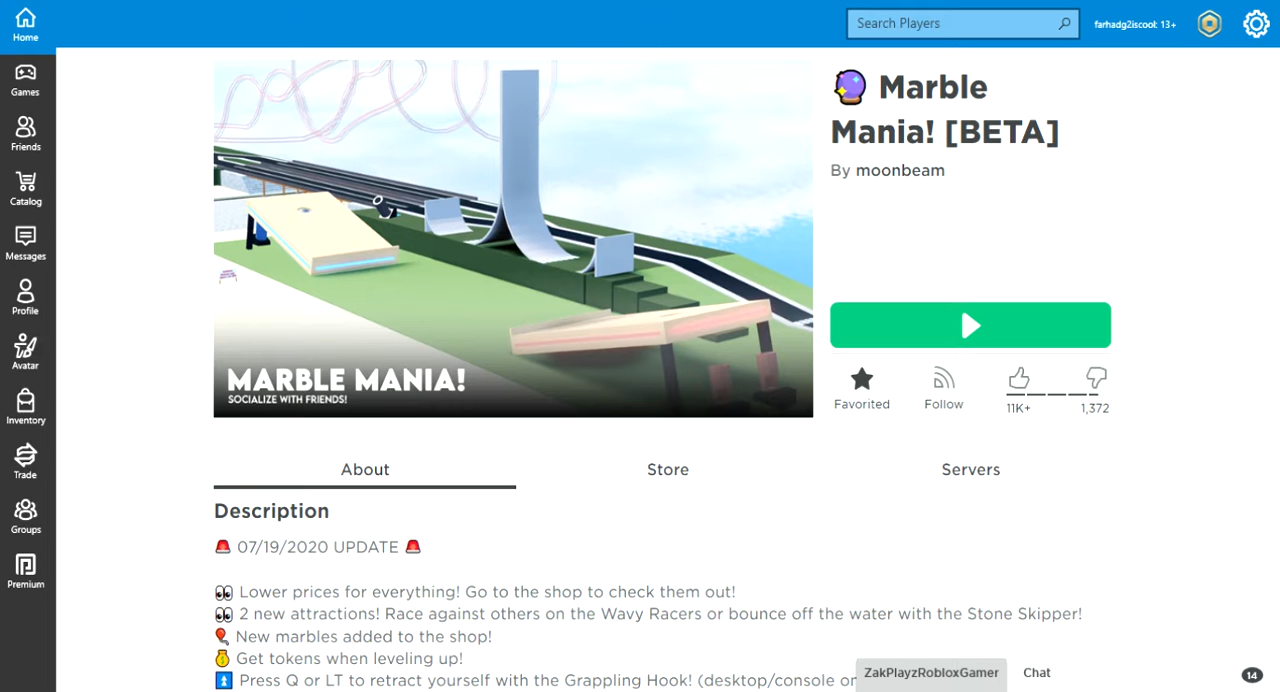 Home
Search Players
farhadg2iscool: 13+
Games
Friends
Catalog
Messages
Profile
Avatar
Inventory
Trade
Groups
Premium
MARBLE MANIA!
SOCIALIZE WITH FRIENDS!
🔮 Marble
Mania! [BETA]
By moonbeam
Favorited
Follow
11K+
1,372
About
Store
Servers
Description
🚨 07/19/2020 UPDATE 🚨
👀 Lower prices for everything! Go to the shop to check them out!
👀 2 new attractions! Race against others on the Wavy Racers or bounce off the water with the Stone Skipper!
🎈 New marbles added to the shop!
💰 Get tokens when leveling up!
⏫ Press Q or LT to retract yourself with the Grappling Hook! (desktop/console on
ZakPlayzRobloxGamer
Chat
14